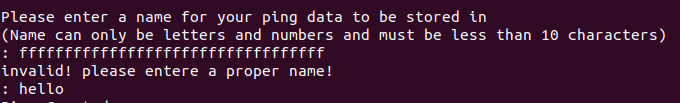 Please enter a name for your ping data to be stored in
(Name can only be letters and numbers and must be less than 10 characters)
: ffffffffffffffffffffffffffffffffff
invalid! please entere a proper name!
: hello